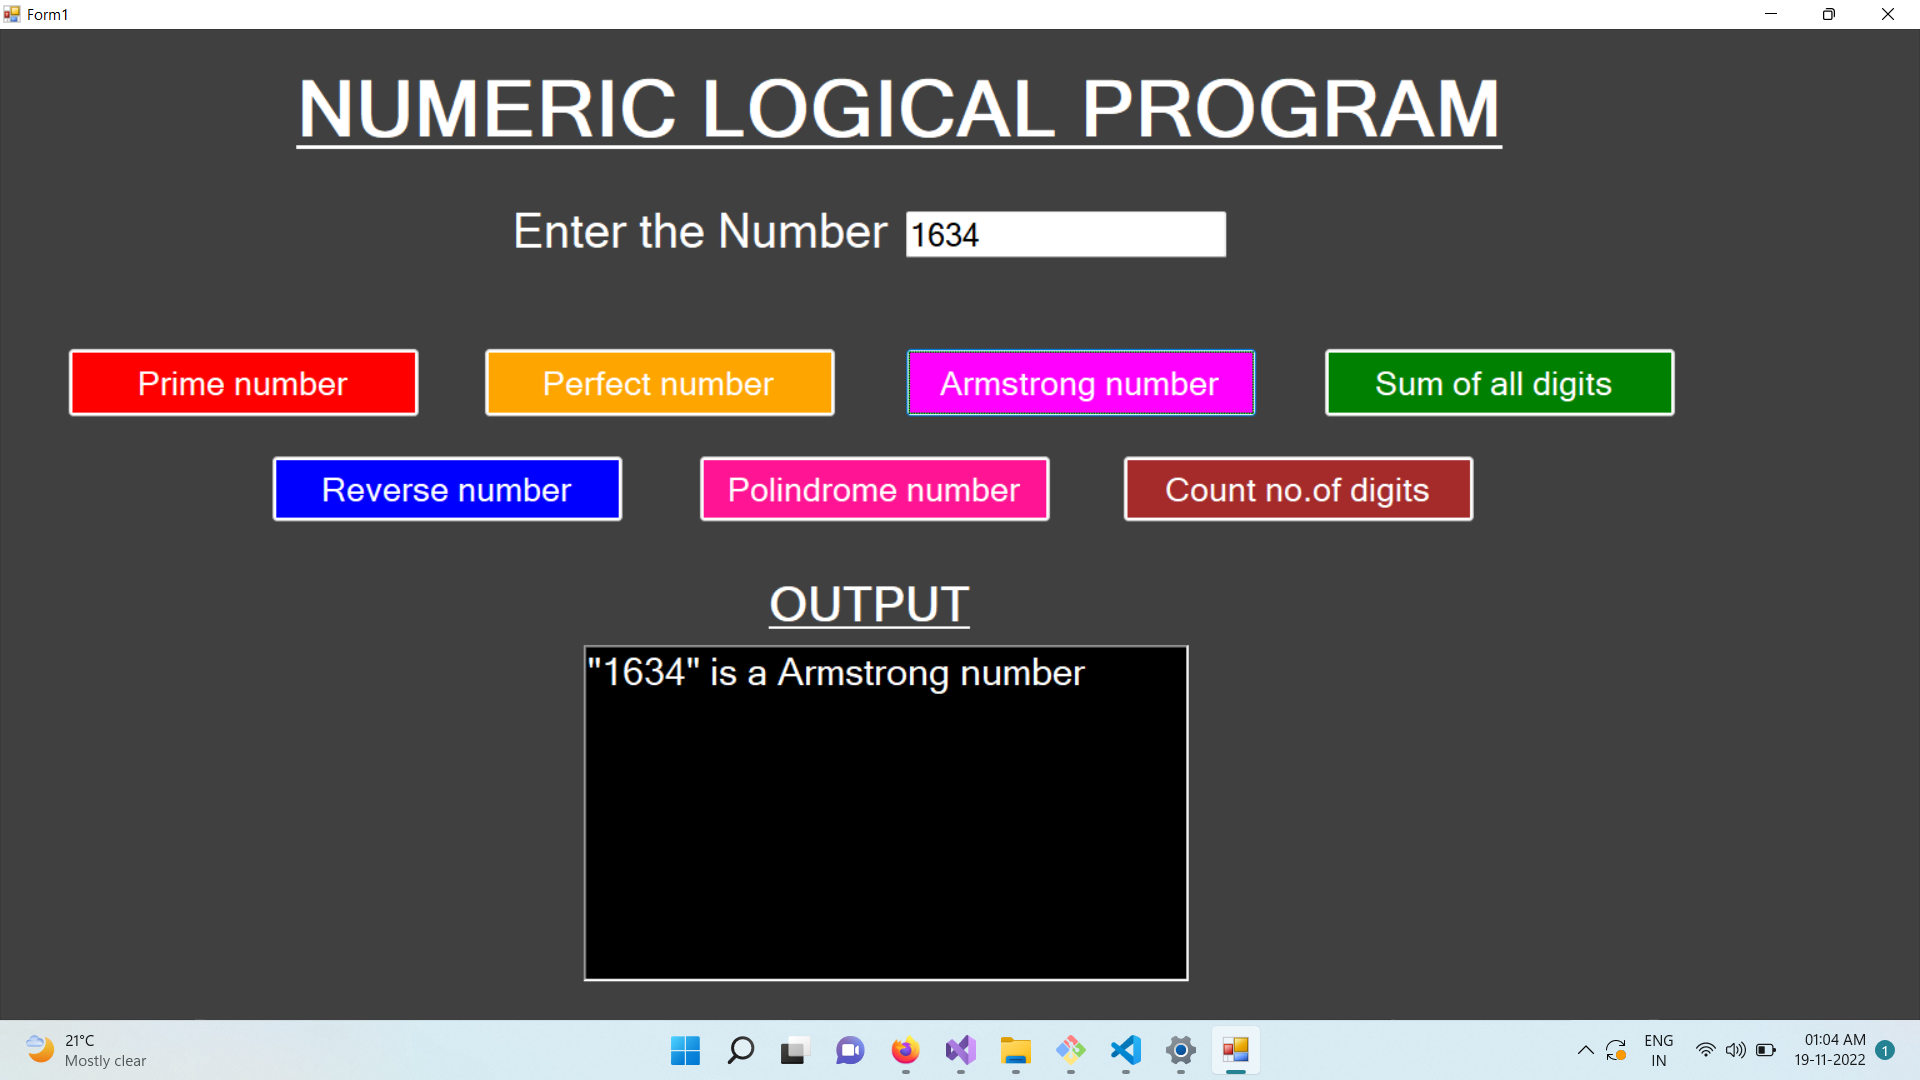 Form1
NUMERIC LOGICAL PROGRAM
Enter the Number 1634
Prime number Perfect number Armstrong number Sum of all digits
Reverse number Polindrome number Count no.of digits
OUTPUT
"1634" is a Armstrong number
21°C
Mostly clear
ENG
IN
01:04 AM
19-11-2022
1